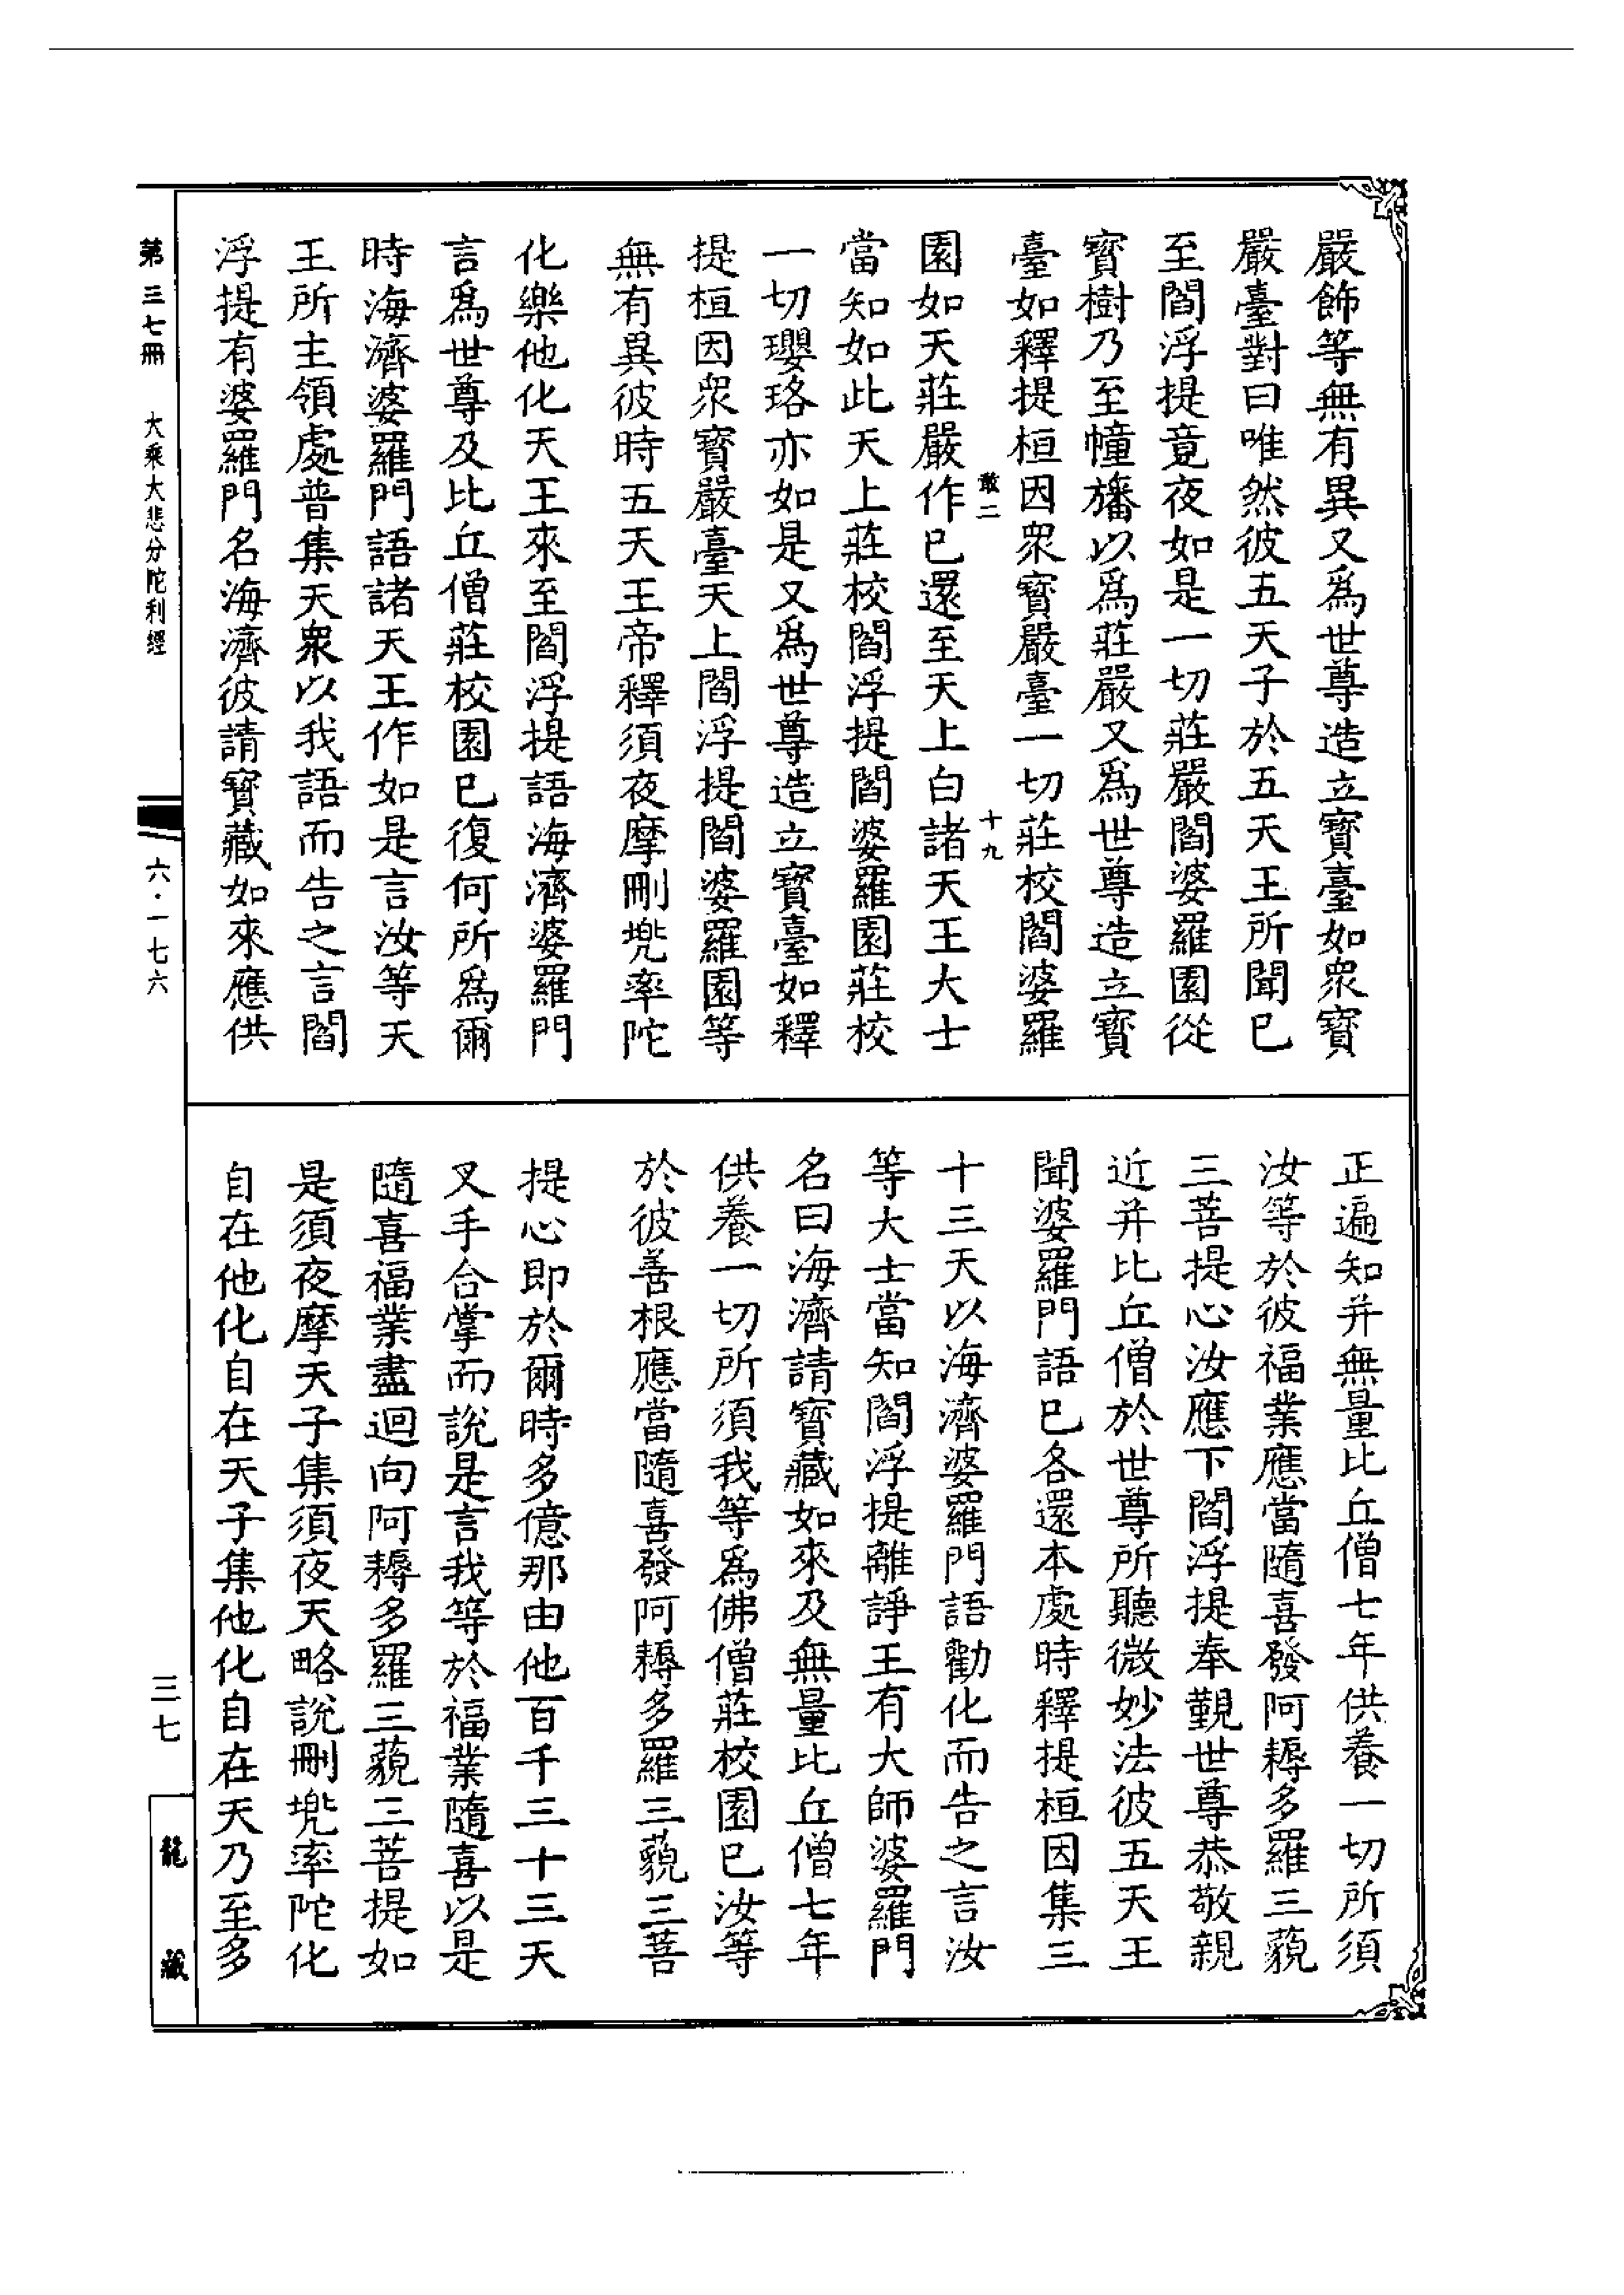 嚴飾等無有異又爲世尊造立寶臺如衆寶
嚴臺對曰唯然彼五天子於五天王所聞已
至閻浮提竟夜如是一切莊嚴閻婆羅園從
寶樹乃至幢旛以爲莊嚴又爲世尊造立寶
臺如釋提桓因衆寶嚴臺一切莊校閻婆羅
敢二 十九
園如天莊嚴作已還至天上白諸天王大士
當知如此天上莊校閻浮提閻婆羅園莊校
一切瓔珞亦如是又爲世尊造立寶臺如釋
提桓因衆寶嚴臺天上閻浮提閻婆羅園等
無有異彼時五天王帝釋須夜摩刪兜率陀
化樂他化天王來至閻浮提語海濟婆羅門
言爲世尊及比丘僧莊校園已復何所爲爾
時海濟婆羅門語諸天王作如是言汝等天
王所主領處普集天衆以我語而告之言閻
浮提有婆羅門名海濟彼請寶藏如來應供
正遍知并無量比丘僧七年供養一切所須
汝等於彼福業應當隨喜發阿耨多羅三藐
三菩提心汝應下閻浮提奉覲世尊恭敬親
近并比丘僧於世尊所聽微妙法彼五天王
聞婆羅門語已各還本處時釋提桓因集三
十三天以海濟婆羅門語勸化而告之言汝
等大士當知閻浮提離諍王有大師婆羅門
名曰海濟請寶藏如來及無量比丘僧七年
供養一切所須我等爲佛僧莊校園已汝等
於彼善根應當隨喜發阿耨多羅三藐三菩
提心即於爾時多億那由他百千三十三天
叉手合掌而說是言我等於福業隨喜以是
隨喜福業盡迴向阿耨多羅三藐三菩提如
是須夜摩天子集須夜天略說刪兜率陀化
自在他化自在天子集他化自在天乃至多
第三七冊 大乘大悲分陀利經 六·一七六
三七 龍藏